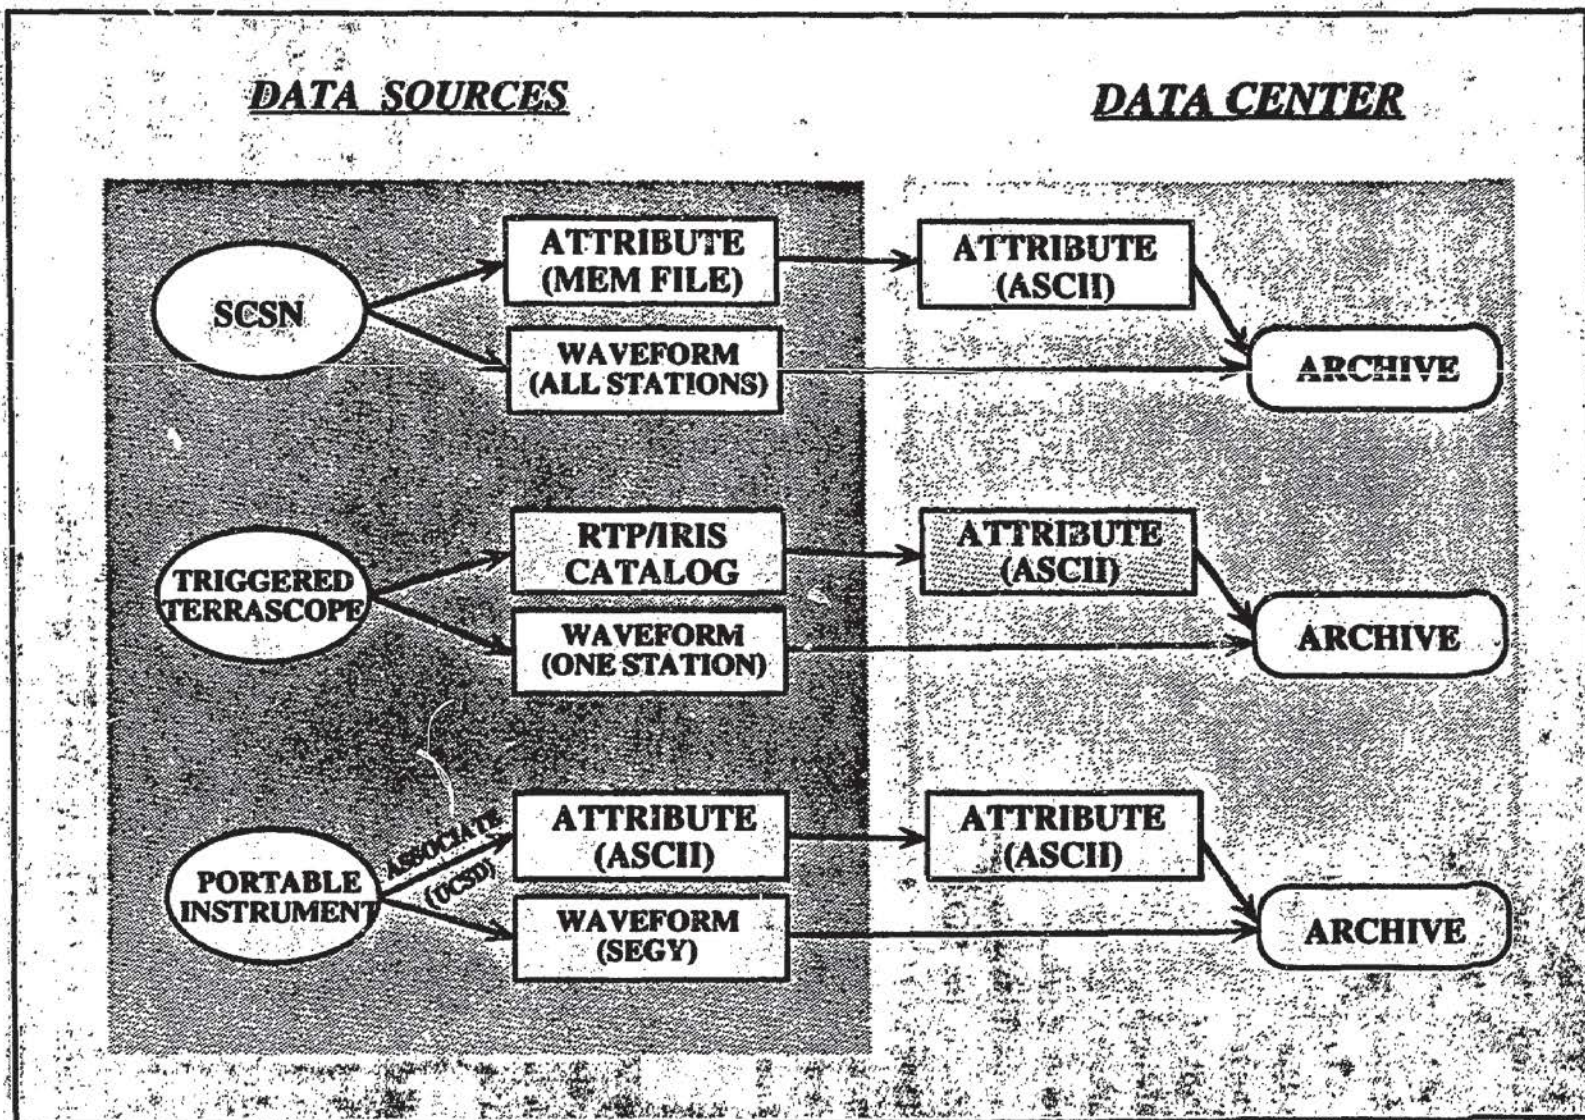 DATA SOURCES
DATA CENTER
SCSN
ATTRIBUTE
(MEM FILE)
WAVEFORM
(ALL STATIONS)
ATTRIBUTE
(ASCII)
ARCHIVE
TRIGGERED
TERRASCOPE
RTP/IRIS
CATALOG
WAVEFORM
(ONE STATION)
ATTRIBUTE
(ASCII)
ARCHIVE
PORTABLE
INSTRUMENT
ASSOCIATE
(UCSD)
ATTRIBUTE
(ASCII)
WAVEFORM
(SEGY)
ATTRIBUTE
(ASCII)
ARCHIVE